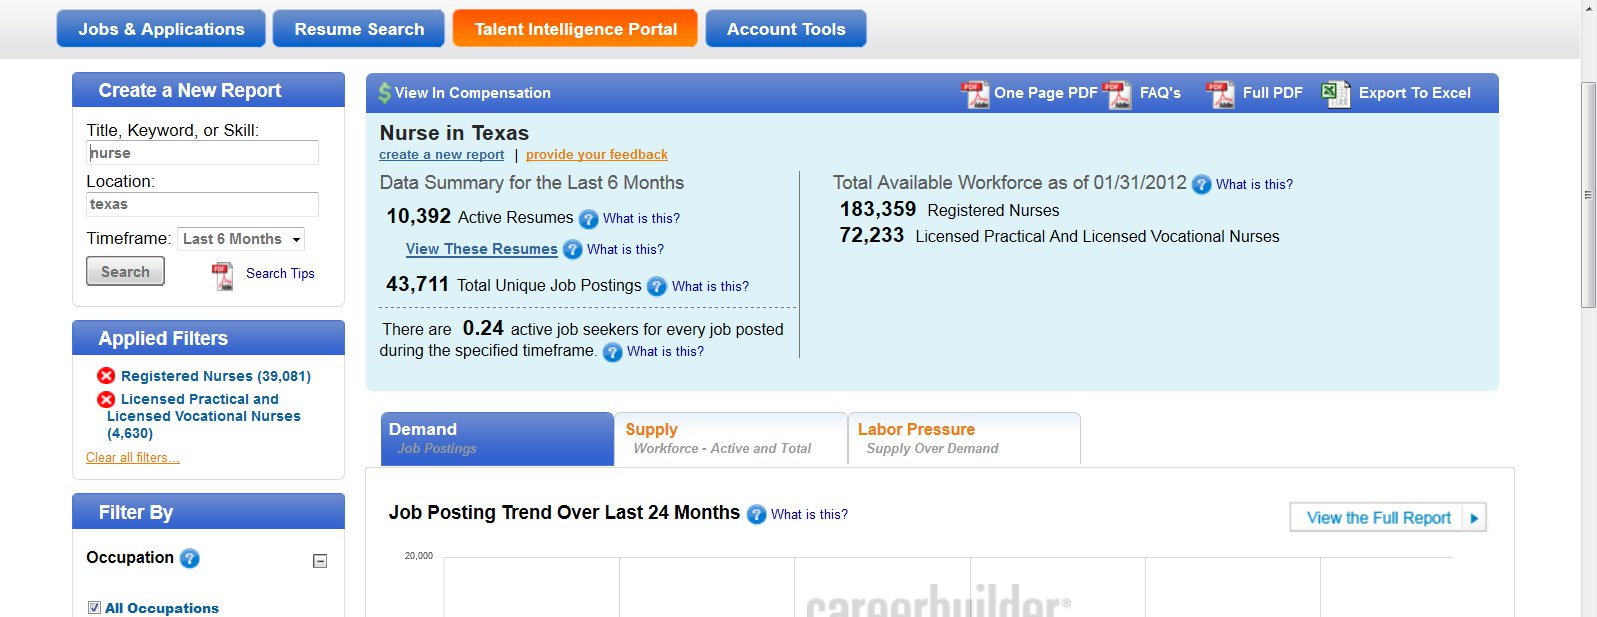 Jobs & Applications
Resume Search
Talent Intelligence Portal
Account Tools
Create a New Report
Title, Keyword, or Skill:
nurse
Location:
texas
Timeframe: Last 6 Months
Search
Search Tips
Applied Filters
Registered Nurses (39,081)
Licensed Practical and
Licensed Vocational Nurses
(4,630)
Clear all filters...
Filter By
Occupation
All Occupations
$ View In Compensation
One Page PDF
FAQ's
Full PDF
Export To Excel
Nurse in Texas
create a new report | provide your feedback
Data Summary for the Last 6 Months
10,392 Active Resumes ? What is this?
View These Resumes ? What is this?
43,711 Total Unique Job Postings ? What is this?
There are 0.24 active job seekers for every job posted
during the specified timeframe. ? What is this?
Total Available Workforce as of 01/31/2012 ? What is this?
183,359 Registered Nurses
72,233 Licensed Practical And Licensed Vocational Nurses
Demand
Job Postings
Supply
Workforce - Active and Total
Labor Pressure
Supply Over Demand
Job Posting Trend Over Last 24 Months ? What is this?
View the Full Report
20,000
careerbuilder®